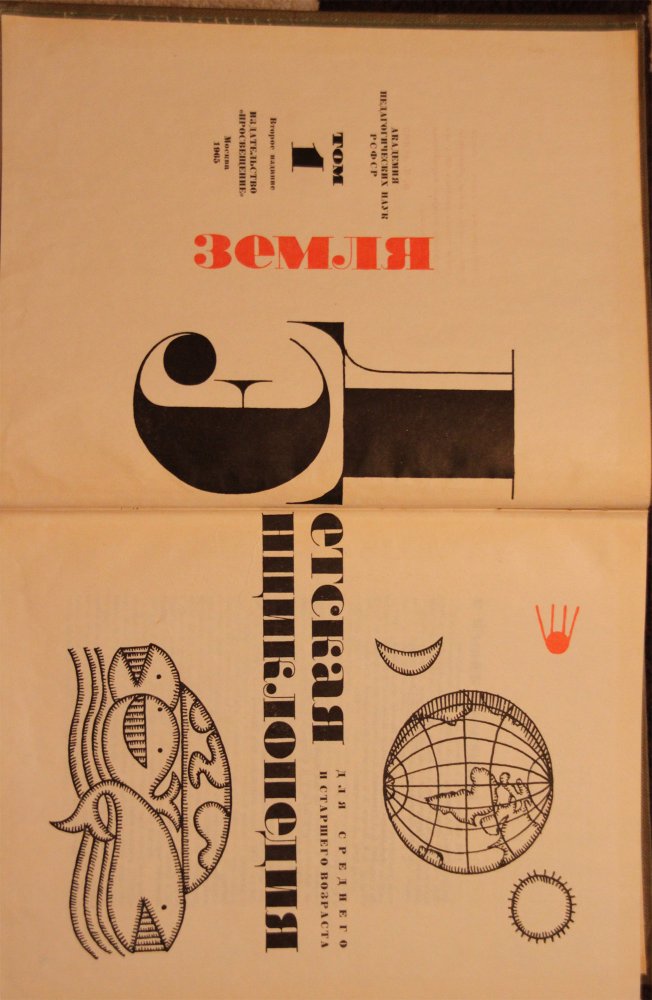 АКАДЕМИЯ
ПЕДАГОГИЧЕСКИХ НАУК
РСФСР
ТОМ
1
Второе издание
ИЗДАТЕЛЬСТВО
«ПРОСВЕЩЕНИЕ»
Москва
1965
земля
Детская
Энциклопедия
ДЛЯ СРЕДНЕГО
И СТАРШЕГО ВОЗРАСТА